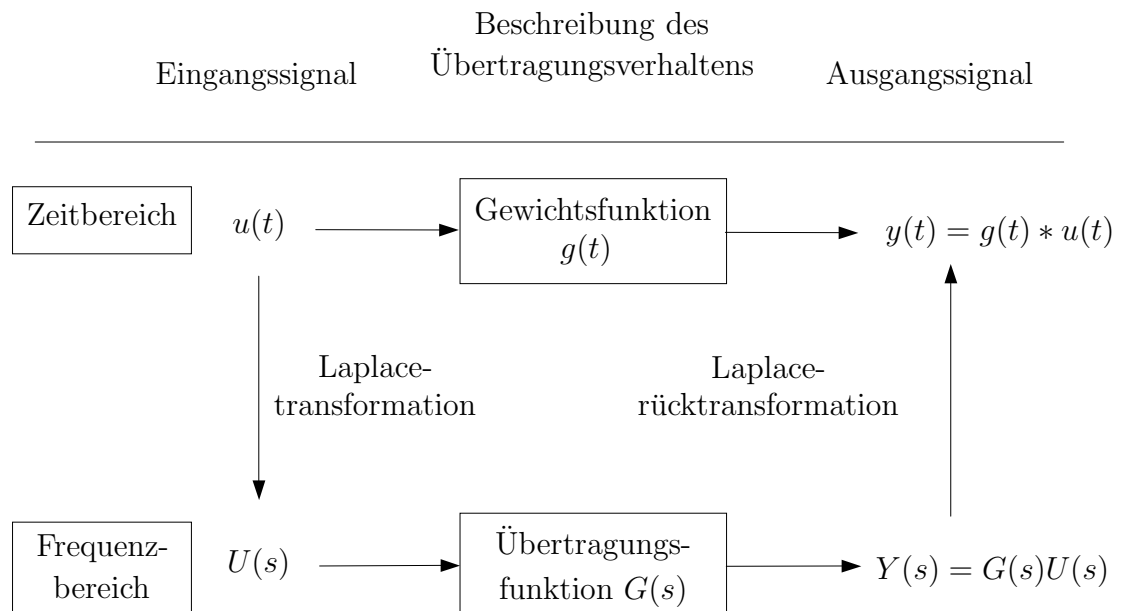 Beschreibung des
Übertragungsverhaltens
Eingangssignal
Ausgangssignal
Zeitbereich
u(t)
Gewichtsfunktion
g(t)
y(t) = g(t) ∗ u(t)
Laplace-
transformation
Laplace-
rücktransformation
Frequenz-
bereich
U(s)
Übertragungs-
funktion G(s)
Y(s) = G(s)U(s)